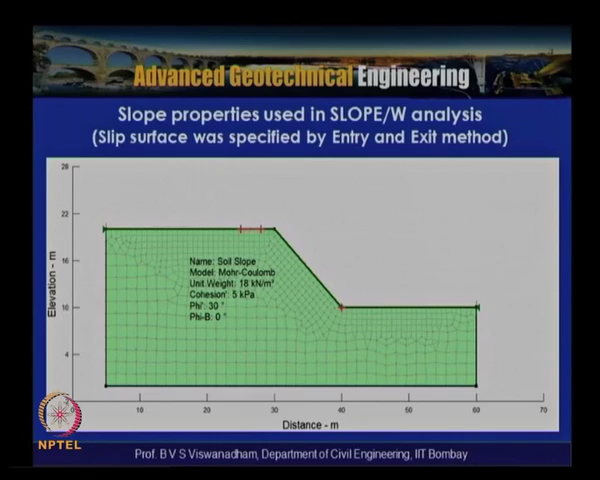 Advanced Geotechnical Engineering
Slope properties used in SLOPE/W analysis
(Slip surface was specified by Entry and Exit method)
28
22
16
10
4
Elevation - m
Name: Soil Slope
Model: Mohr-Coulomb
Unit Weight: 18 kN/m³
Cohesion': 5 kPa
Phi': 30 °
Phi-B: 0 °
10 20 30 40 50 60 70
Distance - m
NPTEL
Prof. B V S Viswanadham, Department of Civil Engineering, IIT Bombay